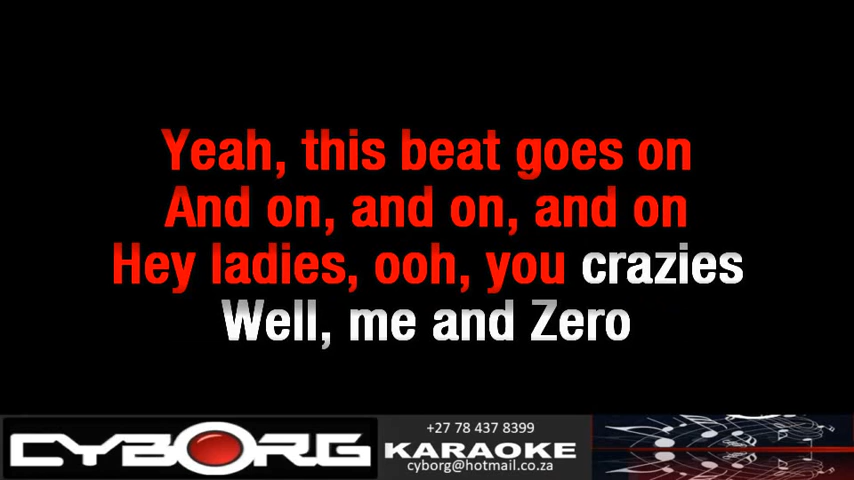 Yeah, this beat goes on
And on, and on, and on
Hey ladies, ooh, you crazies
Well, me and Zero
CYBORG
+27 78 437 8399
KARAOKE
cyborg@hotmail.co.za